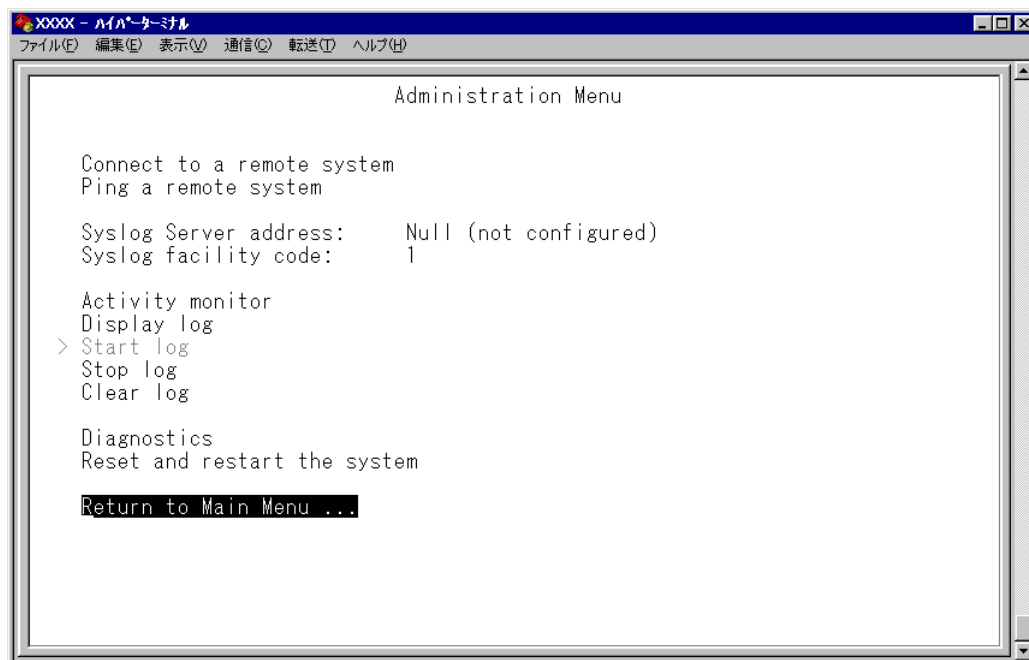 XXXX - ﾊｲﾊﾟｰﾀｰﾐﾅﾙ
ファイル(F) 編集(E) 表示(V) 通信(C) 転送(T) ヘルプ(H)
Administration Menu
Connect to a remote system
Ping a remote system
Syslog Server address: Null (not configured)
Syslog facility code: 1
Activity monitor
Display log
> Start log
Stop log
Clear log
Diagnostics
Reset and restart the system
Return to Main Menu ...